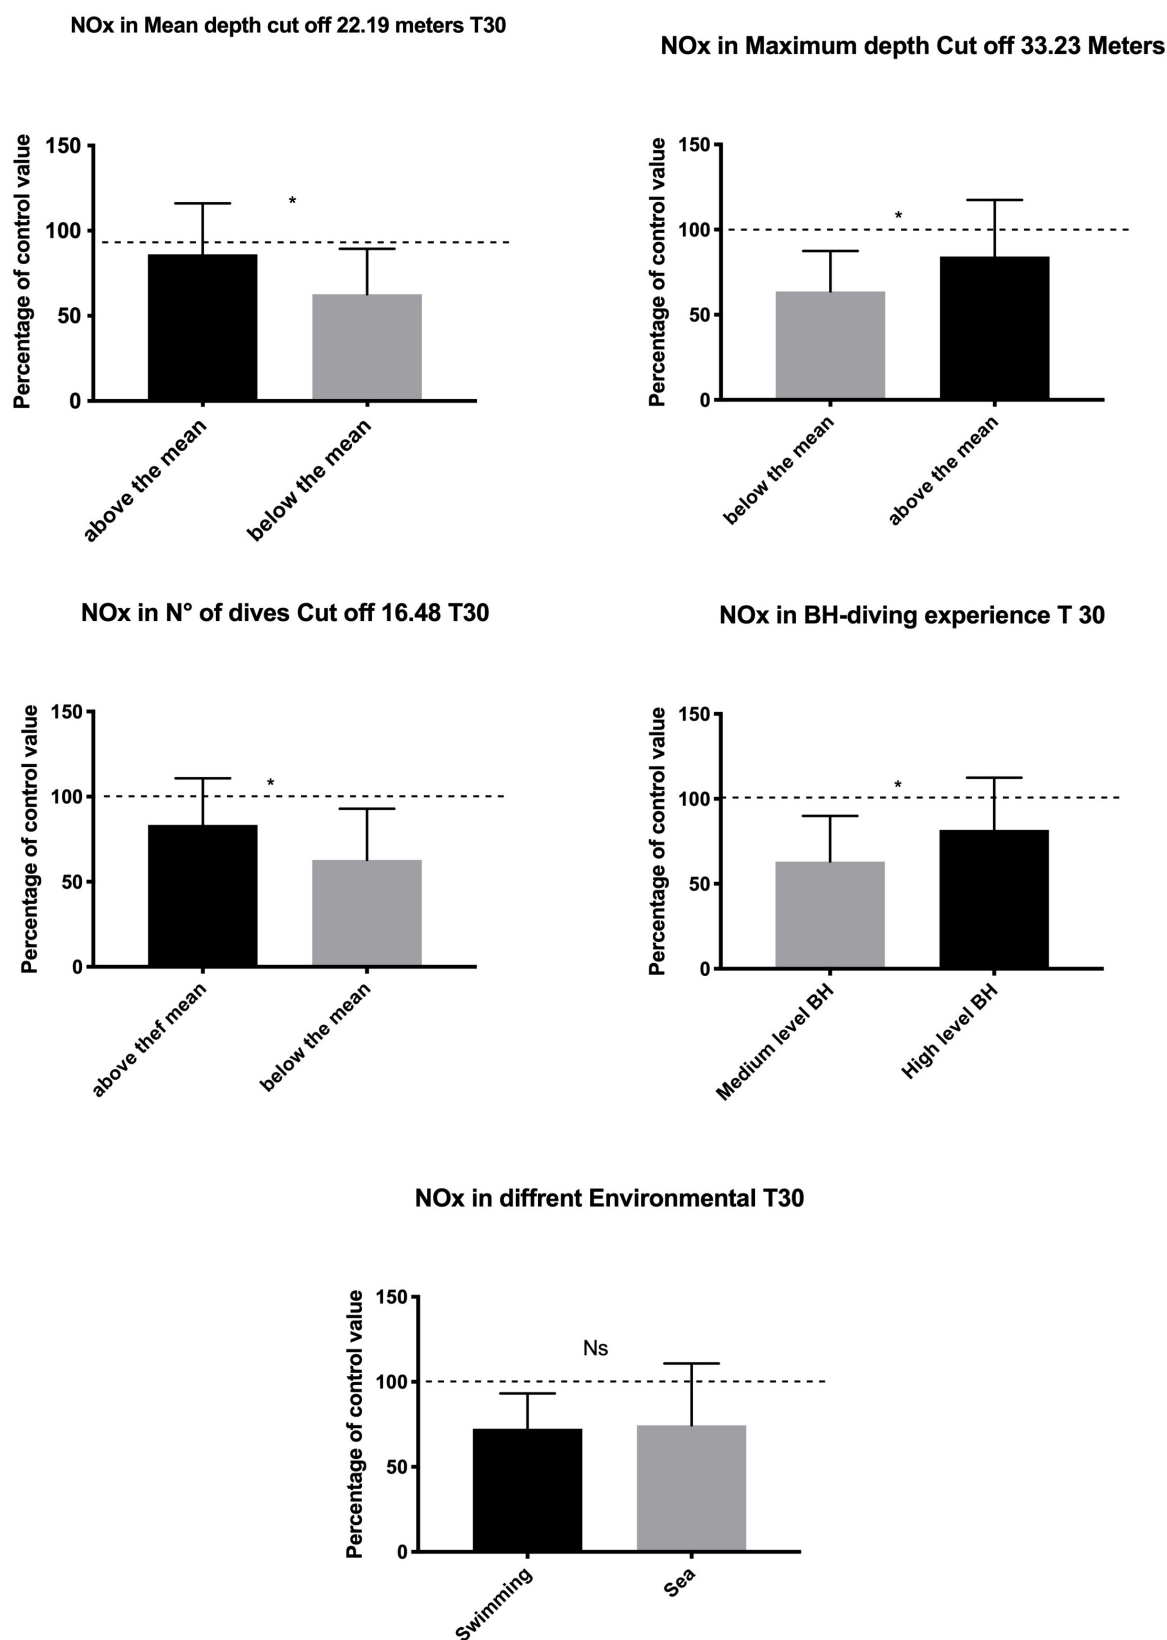 NOx in Mean depth cut off 22.19 meters T30
Percentage of control value
150
100
50
0
*
above the mean
below the mean
NOx in Maximum depth Cut off 33.23 Meters
Percentage of control value
150
100
50
0
*
below the mean
above the mean
NOx in N° of dives Cut off 16.48 T30
Percentage of control value
150
100
50
0
*
above thef mean
below the mean
NOx in BH-diving experience T 30
Percentage of control value
150
100
50
0
*
Medium level BH
High level BH
NOx in diffrent Environmental T30
Percentage of control value
150
100
50
0
Ns
Swimming
Sea